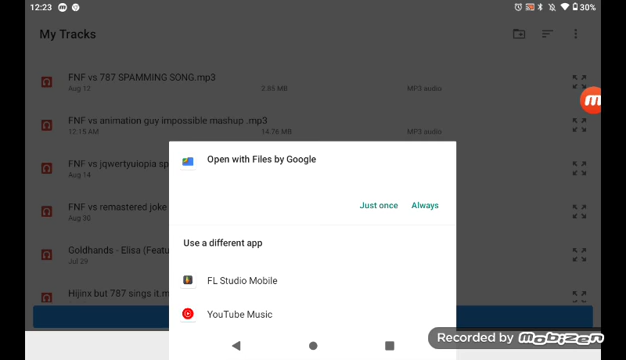 12:23
30%
My Tracks
FNF vs 787 SPAMMING SONG.mp3
Aug 12 2.65 MB MP3 audio
FNF vs animation guy impossible mashup .mp3
12:15 AM 14.76 MB MP3 audio
FNF vs jqwertyuiopia sp
Aug 14
FNF vs remastered joke
Aug 30
Goldhands - Elisa (Featu
Jul 29
Hijinx but 787 sings it.m
Open with Files by Google
Just once Always
Use a different app
FL Studio Mobile
YouTube Music
Recorded by mobizen